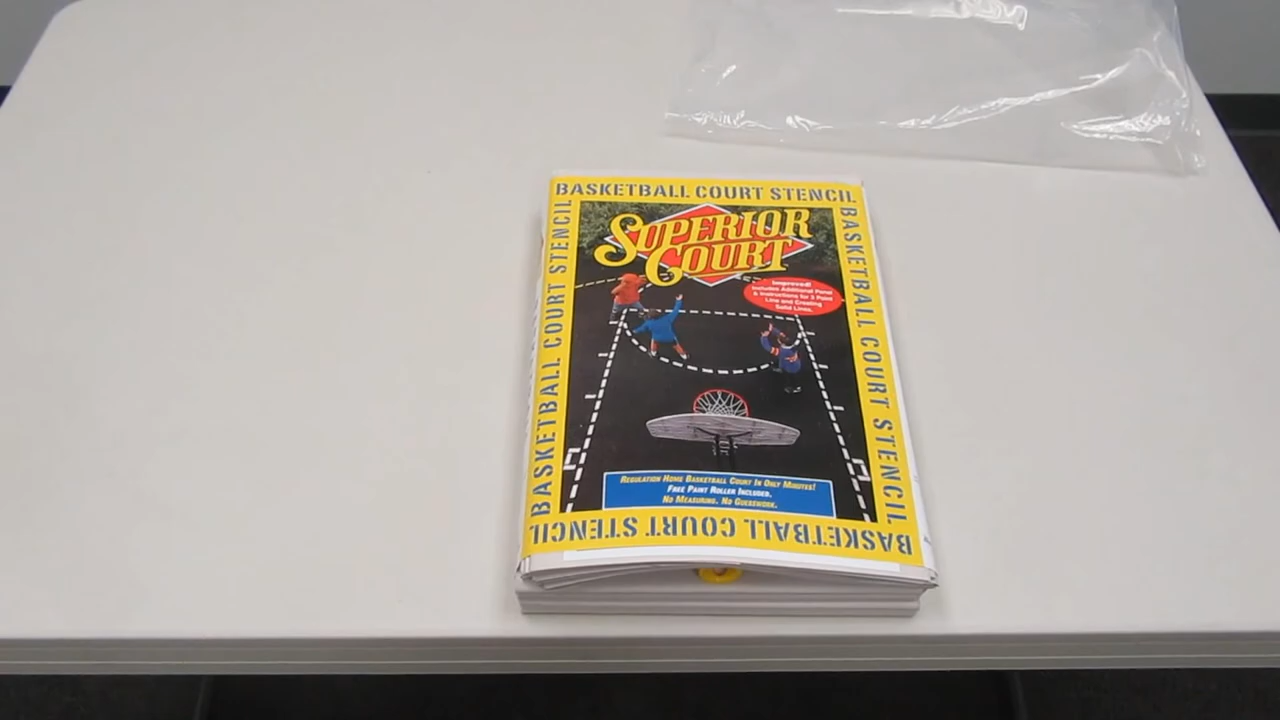 BASKETBALL COURT STENCIL
SUPERIOR
COURT
Improved!
Includes Additional Panel
& Instructions for 3 Point
Line and Creating
Solid Lines.
BASKETBALL COURT STENCIL
BASKETBALL COURT STENCIL
REGULATION HOME BASKETBALL COURT IN ONLY MINUTES!
FREE PAINT ROLLER INCLUDED.
NO MEASURING. NO GUESSWORK.
BASKETBALL COURT STENCIL